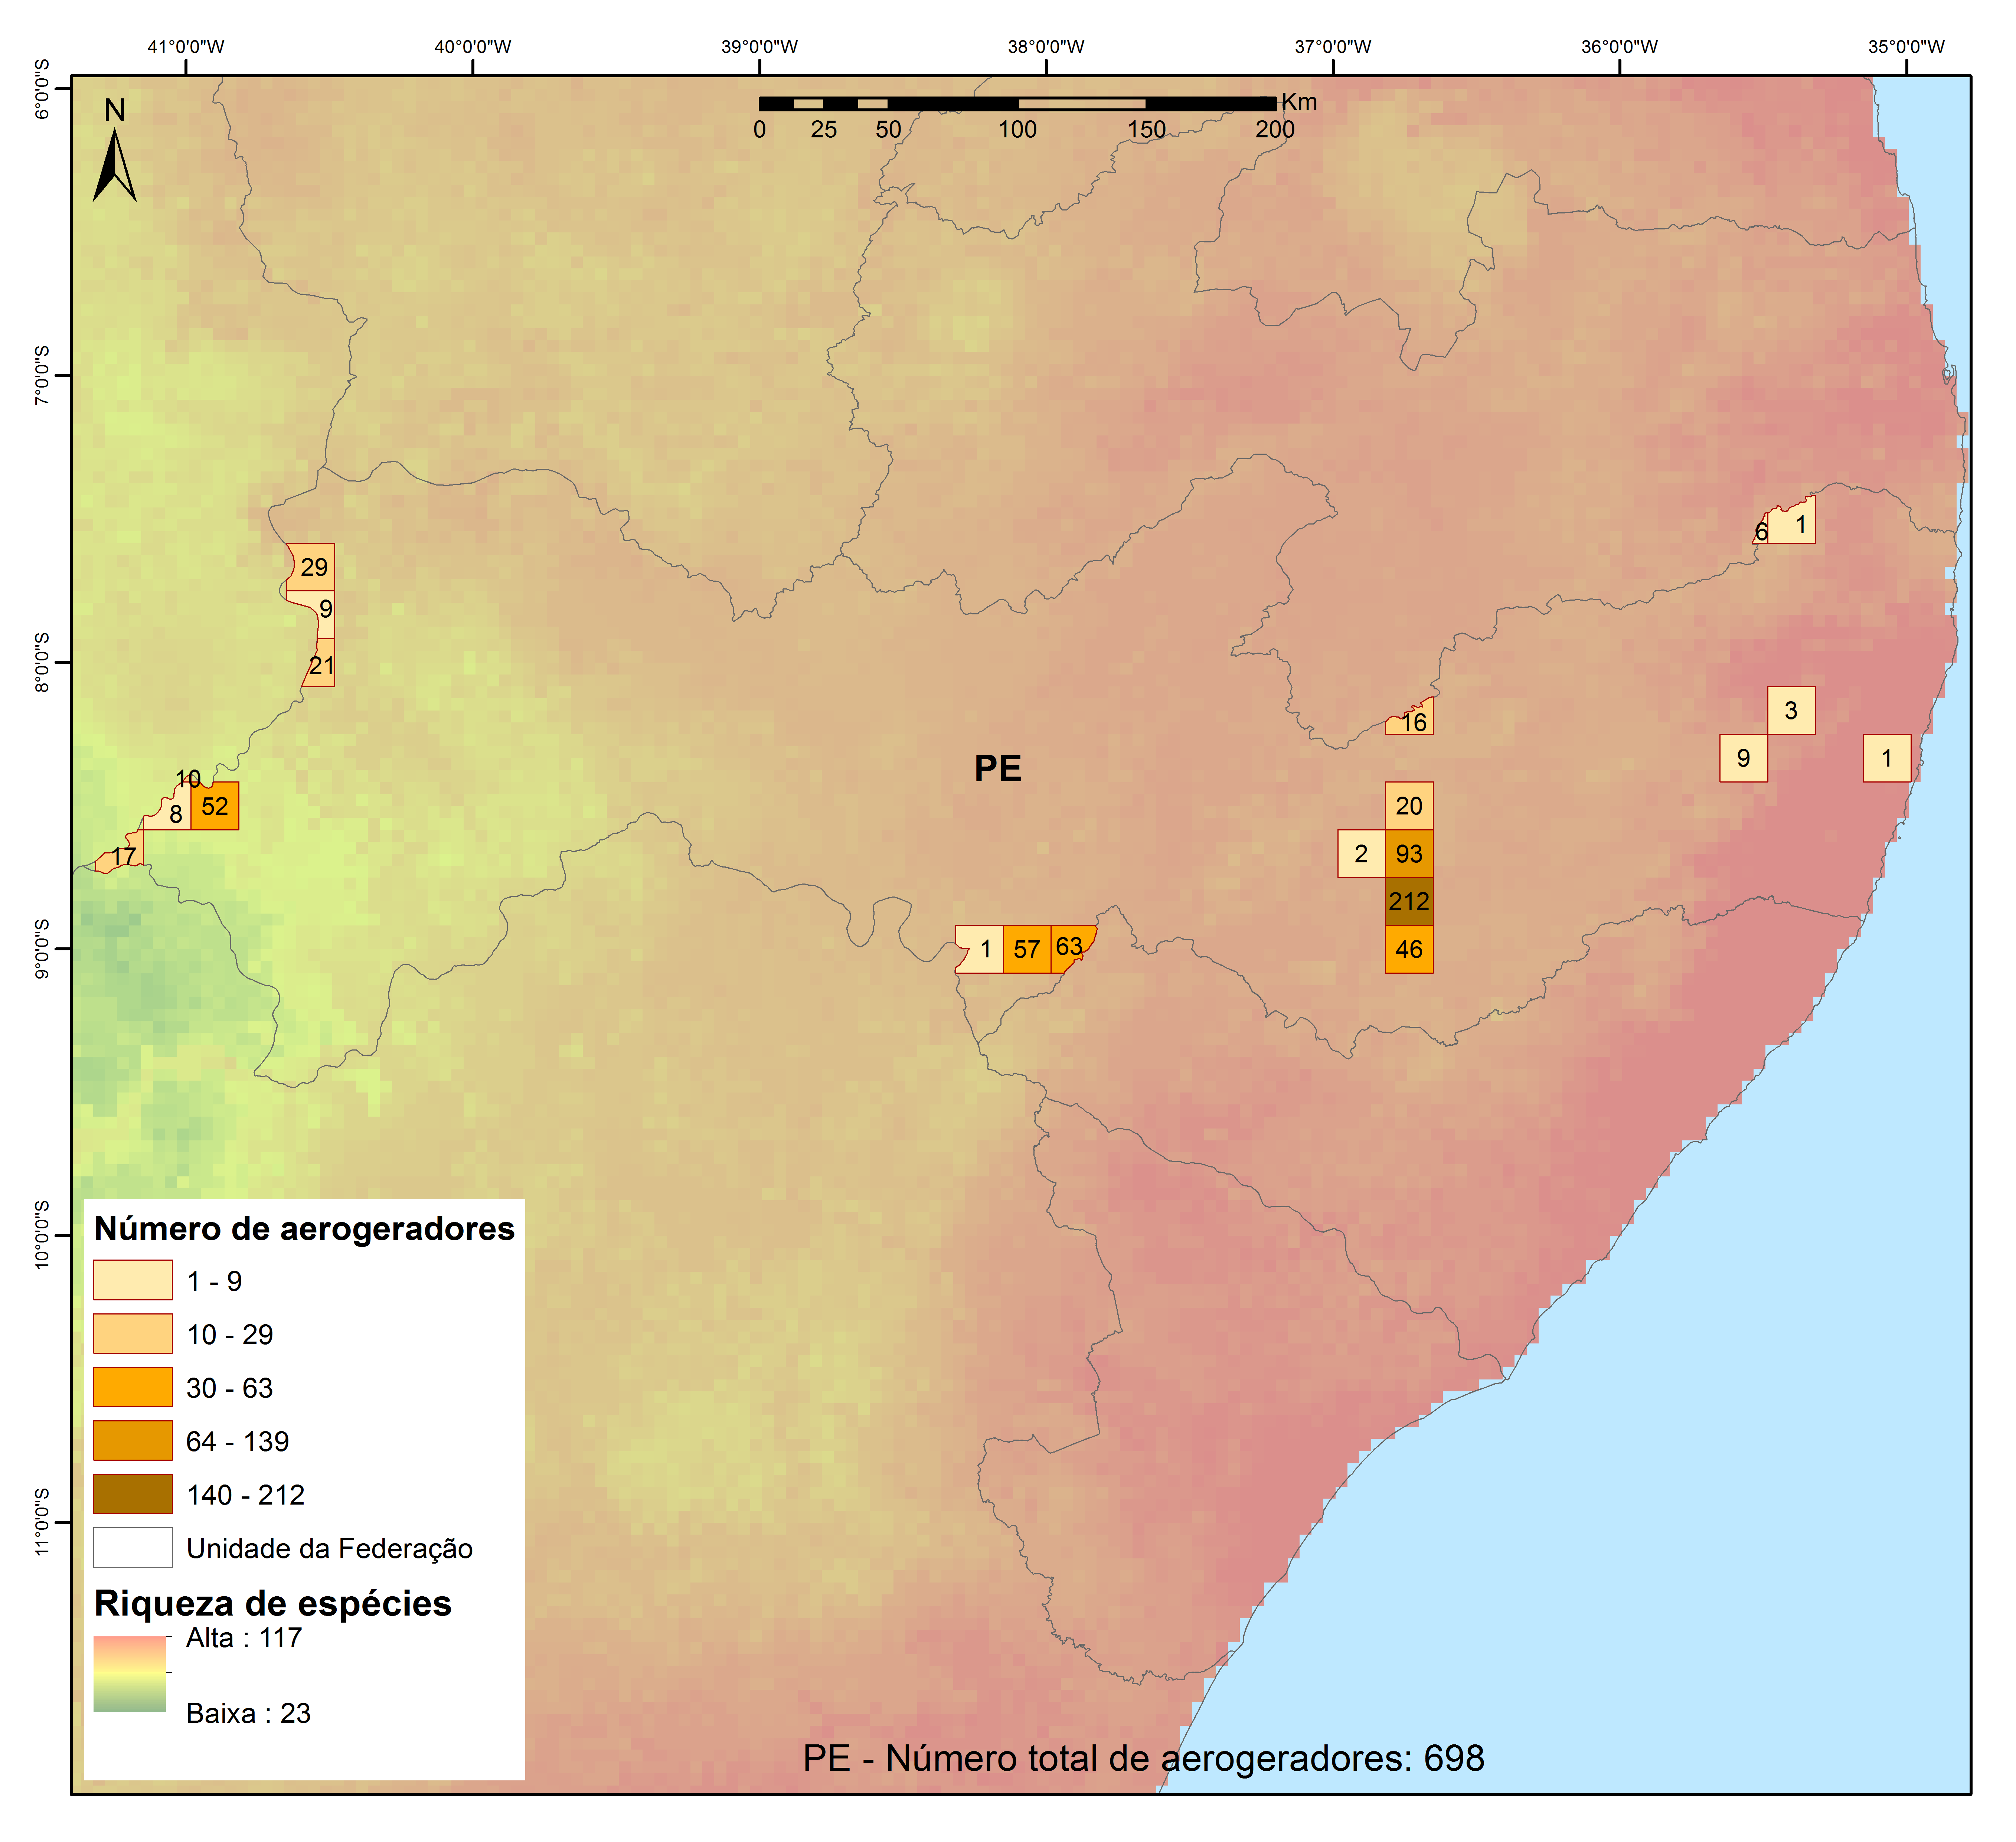 41°0'0"W 40°0'0"W 39°0'0"W 38°0'0"W 37°0'0"W 36°0'0"W 35°0'0"W
6°0'0"S
7°0'0"S
8°0'0"S
9°0'0"S
10°0'0"S
11°0'0"S
N
Km
0 25 50 100 150 200
6 1
29
9
21
16
3
PE
9 1
10
8 52
20
17
2 93
212
1 57 63
46
Número de aerogeradores
1 - 9
10 - 29
30 - 63
64 - 139
140 - 212
Unidade da Federação
Riqueza de espécies
Alta : 117
Baixa : 23
PE - Número total de aerogeradores: 698